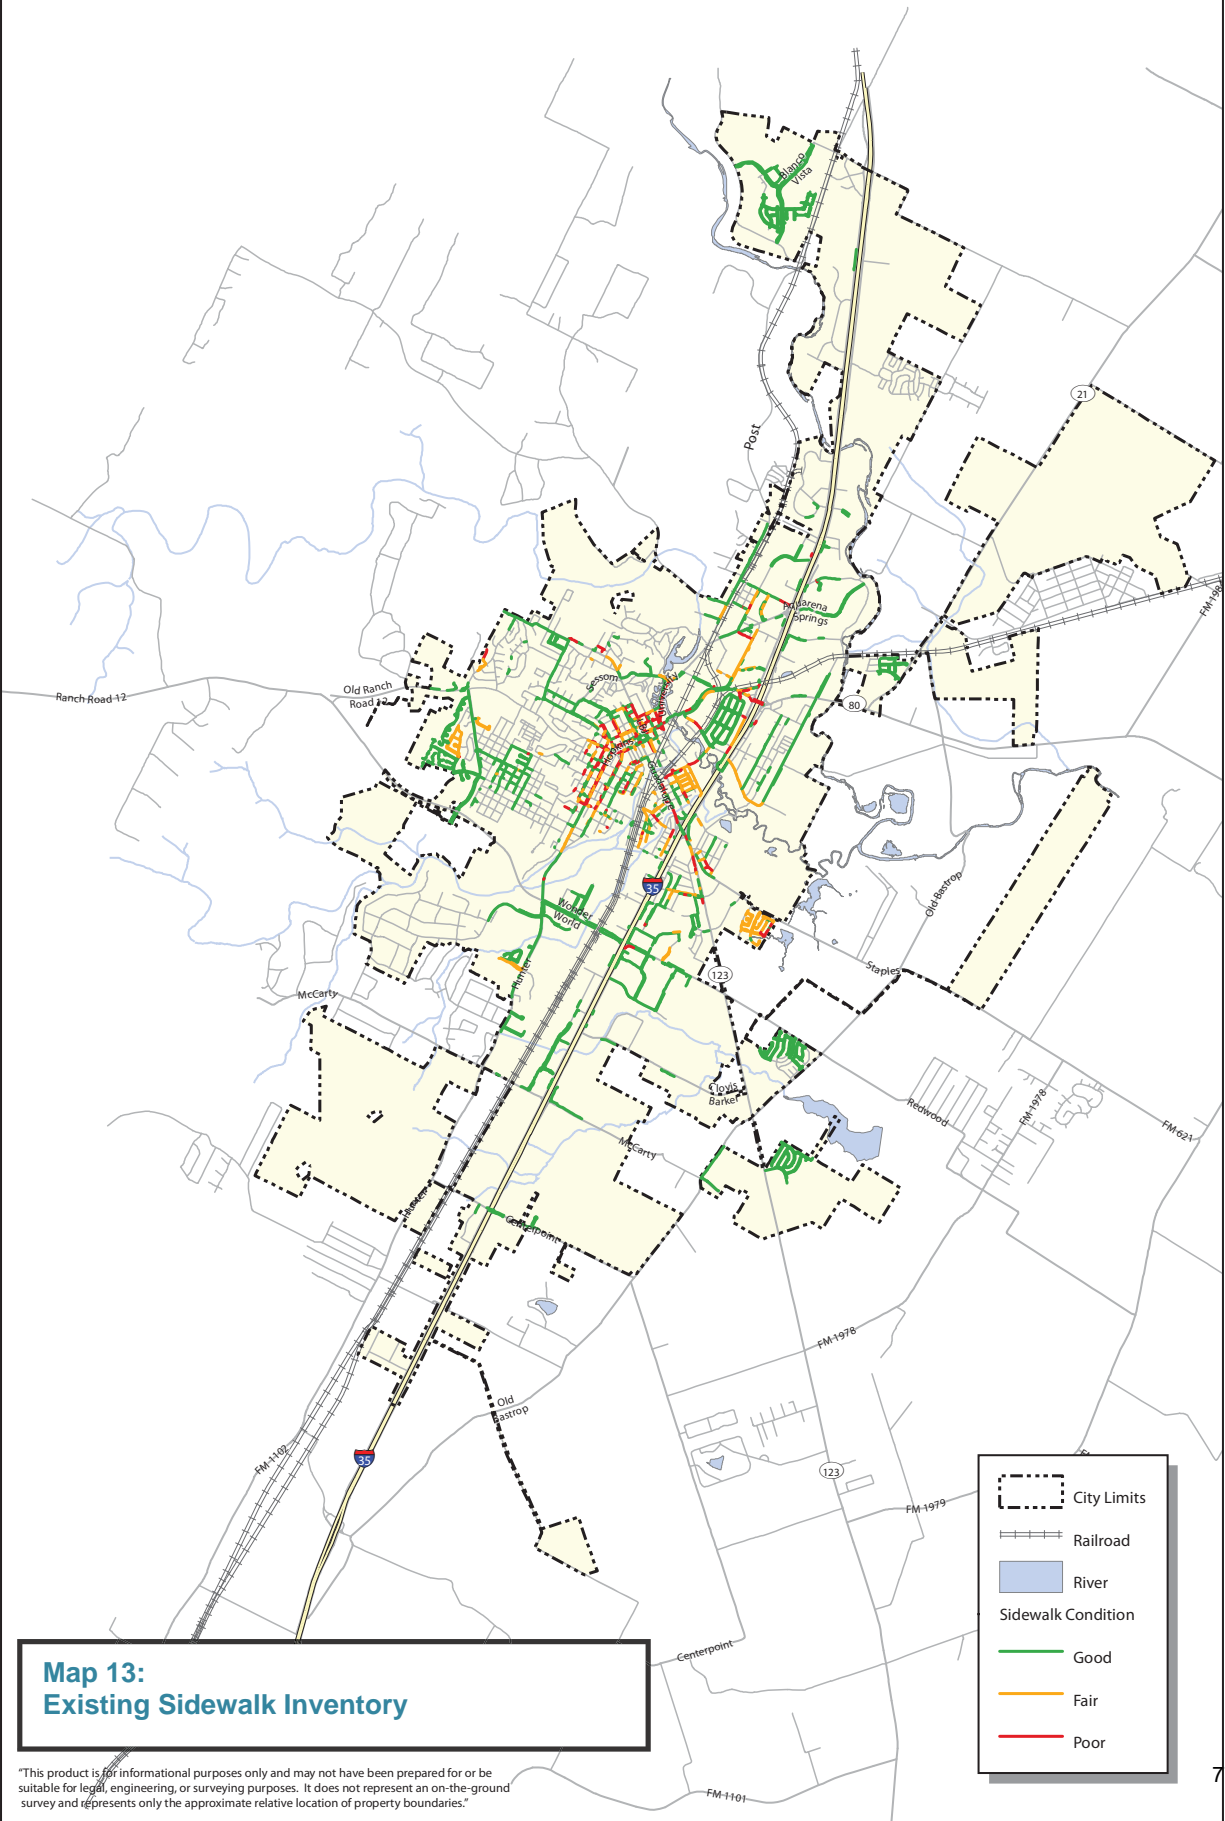 Blanco
Vista
21
Post
FM 198
Aquarena
Springs
Ranch Road 12
Old Ranch
Road 12
Sessom
University
80
Hopkins
Guadalupe
35
Wonder
World
Old Bastrop
Hunter
Staples
123
McCarty
Clovis
Barker
Redwood
FM 1978
FM 621
McCarty
Hunter
Centerpoint
FM 1978
Old
Bastrop
FM 1102
35
123
FM 1979
City Limits
Railroad
River
Sidewalk Condition
Good
Fair
Poor
Centerpoint
Map 13:
Existing Sidewalk Inventory
FM 1101
7
"This product is for informational purposes only and may not have been prepared for or be
suitable for legal, engineering, or surveying purposes.  It does not represent an on-the-ground
survey and represents only the approximate relative location of property boundaries."